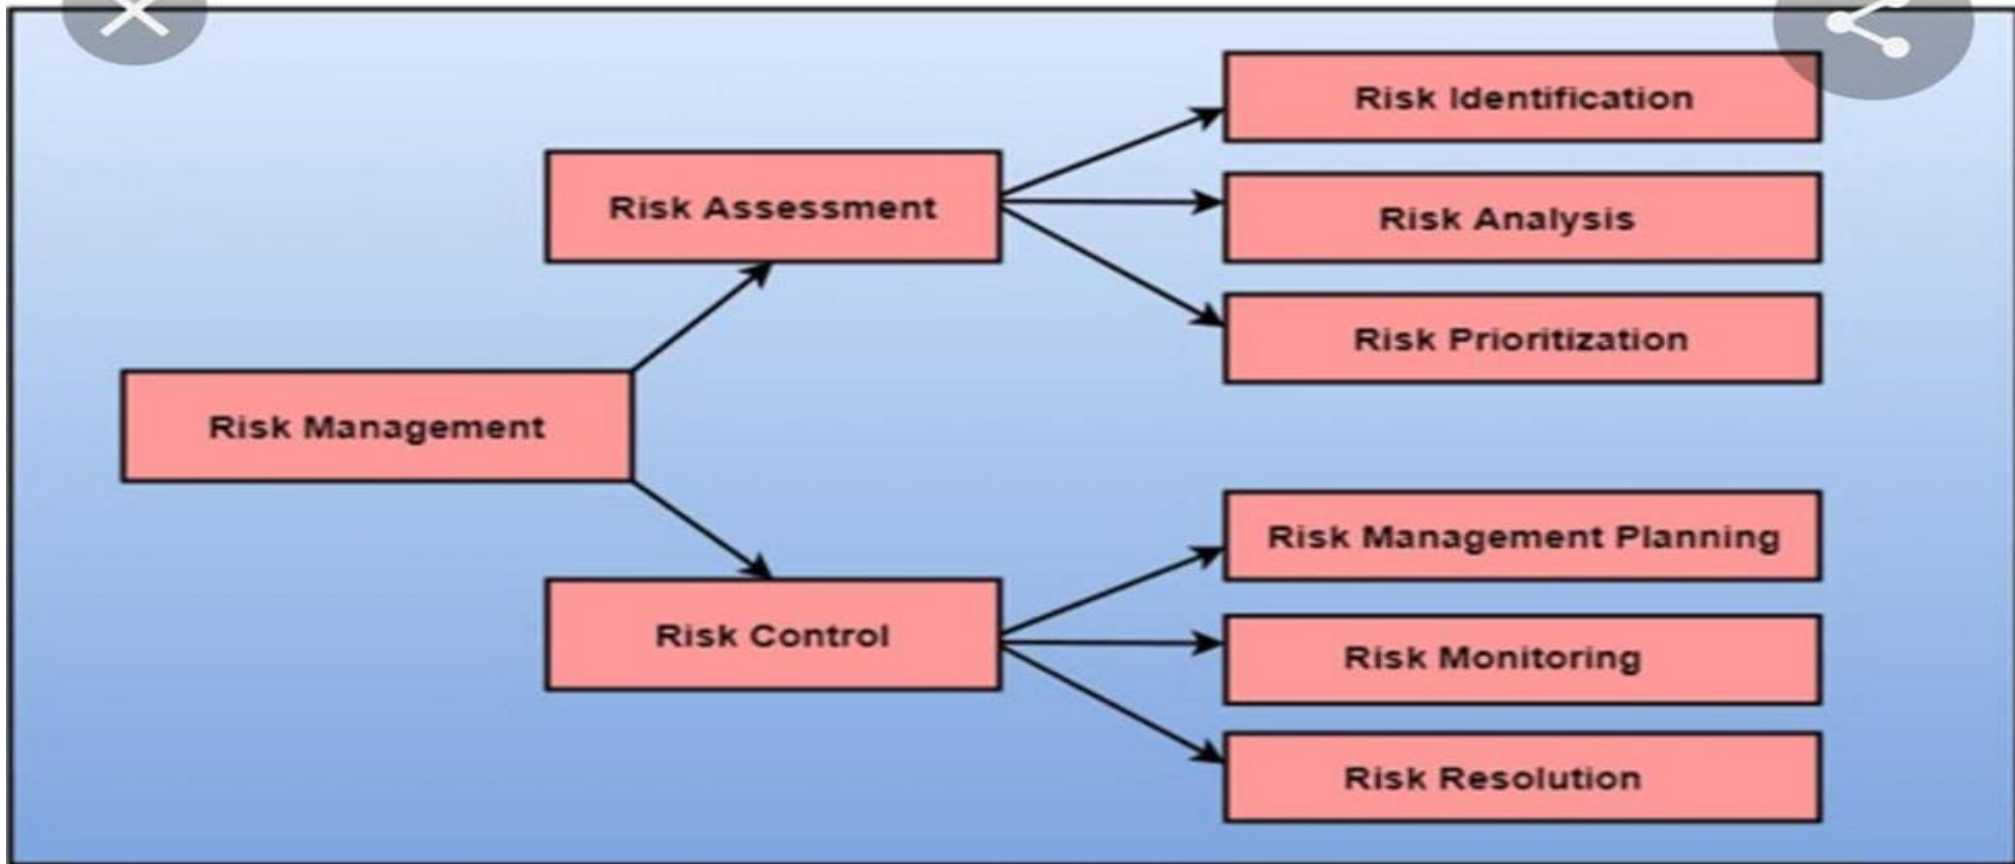 Risk Identification
Risk Assessment
Risk Analysis
Risk Prioritization
Risk Management
Risk Management Planning
Risk Control
Risk Monitoring
Risk Resolution